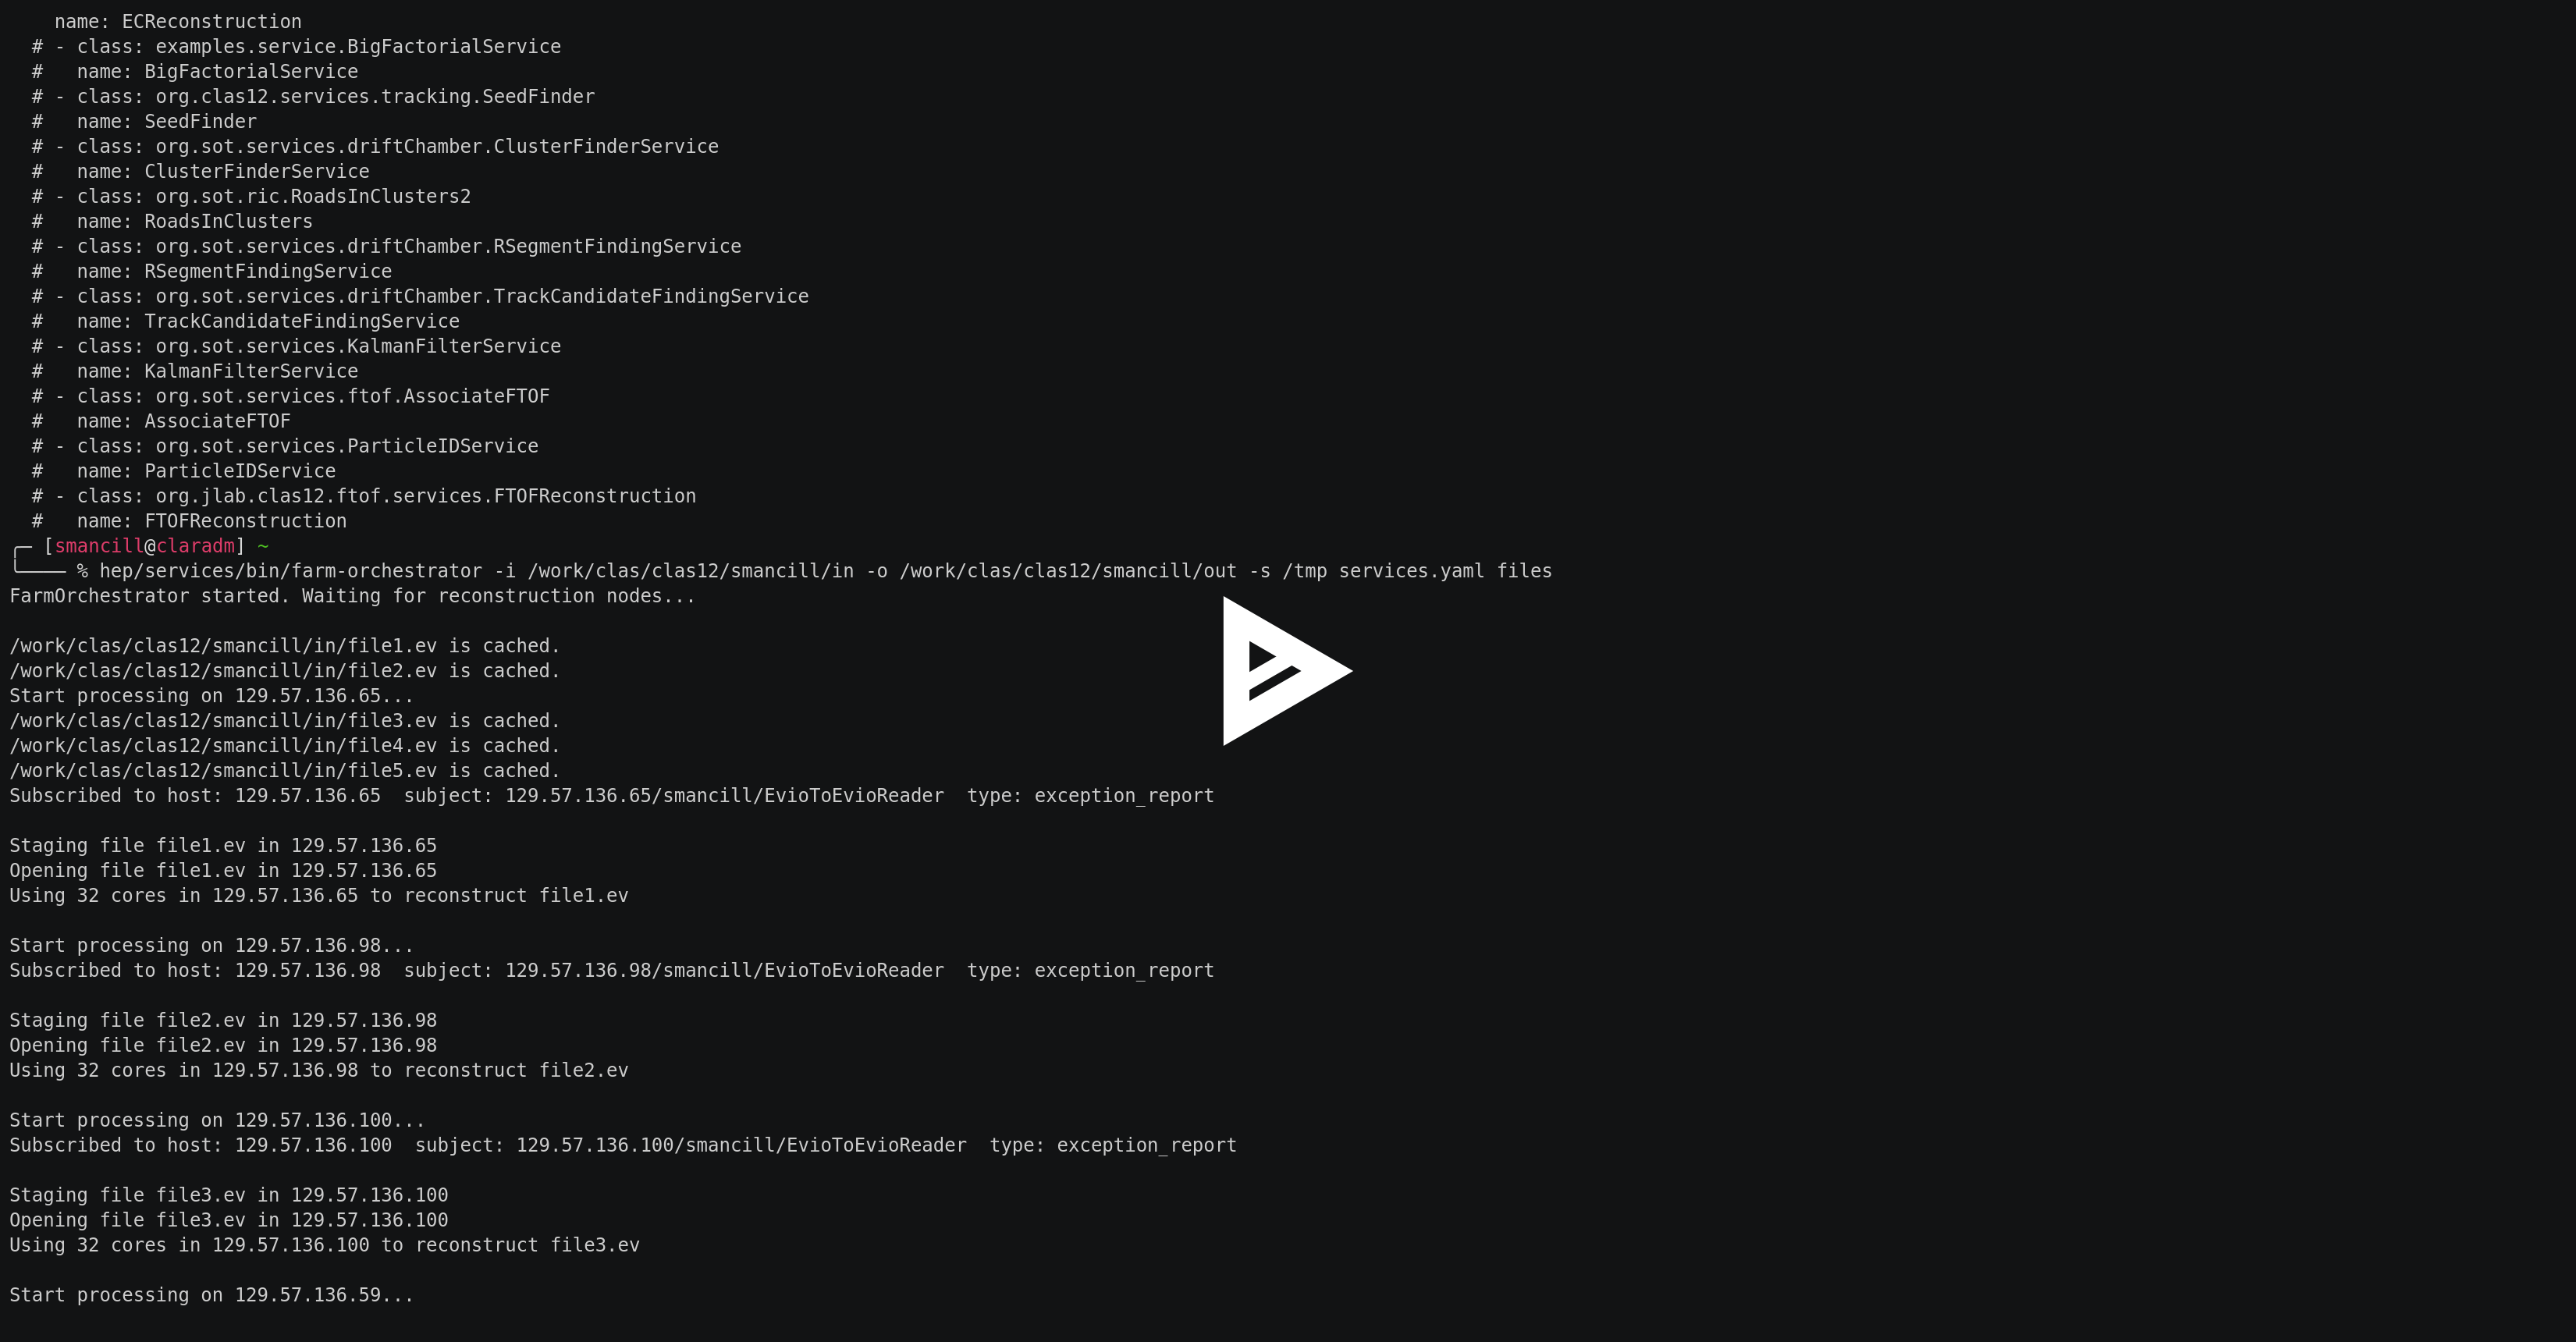 name: ECReconstruction
# - class: examples.service.BigFactorialService
#   name: BigFactorialService
# - class: org.clas12.services.tracking.SeedFinder
#   name: SeedFinder
# - class: org.sot.services.driftChamber.ClusterFinderService
#   name: ClusterFinderService
# - class: org.sot.ric.RoadsInClusters2
#   name: RoadsInClusters
# - class: org.sot.services.driftChamber.RSegmentFindingService
#   name: RSegmentFindingService
# - class: org.sot.services.driftChamber.TrackCandidateFindingService
#   name: TrackCandidateFindingService
# - class: org.sot.services.KalmanFilterService
#   name: KalmanFilterService
# - class: org.sot.services.ftof.AssociateFTOF
#   name: AssociateFTOF
# - class: org.sot.services.ParticleIDService
#   name: ParticleIDService
# - class: org.jlab.clas12.ftof.services.FTOFReconstruction
#   name: FTOFReconstruction
╭─ [smancill@claradm] ~
╰──── % hep/services/bin/farm-orchestrator -i /work/clas/clas12/smancill/in -o /work/clas/clas12/smancill/out -s /tmp services.yaml files
FarmOrchestrator started. Waiting for reconstruction nodes...
/work/clas/clas12/smancill/in/file1.ev is cached.
/work/clas/clas12/smancill/in/file2.ev is cached.
Start processing on 129.57.136.65...
/work/clas/clas12/smancill/in/file3.ev is cached.
/work/clas/clas12/smancill/in/file4.ev is cached.
/work/clas/clas12/smancill/in/file5.ev is cached.
Subscribed to host: 129.57.136.65  subject: 129.57.136.65/smancill/EvioToEvioReader  type: exception_report
Staging file file1.ev in 129.57.136.65
Opening file file1.ev in 129.57.136.65
Using 32 cores in 129.57.136.65 to reconstruct file1.ev
Start processing on 129.57.136.98...
Subscribed to host: 129.57.136.98  subject: 129.57.136.98/smancill/EvioToEvioReader  type: exception_report
Staging file file2.ev in 129.57.136.98
Opening file file2.ev in 129.57.136.98
Using 32 cores in 129.57.136.98 to reconstruct file2.ev
Start processing on 129.57.136.100...
Subscribed to host: 129.57.136.100  subject: 129.57.136.100/smancill/EvioToEvioReader  type: exception_report
Staging file file3.ev in 129.57.136.100
Opening file file3.ev in 129.57.136.100
Using 32 cores in 129.57.136.100 to reconstruct file3.ev
Start processing on 129.57.136.59...